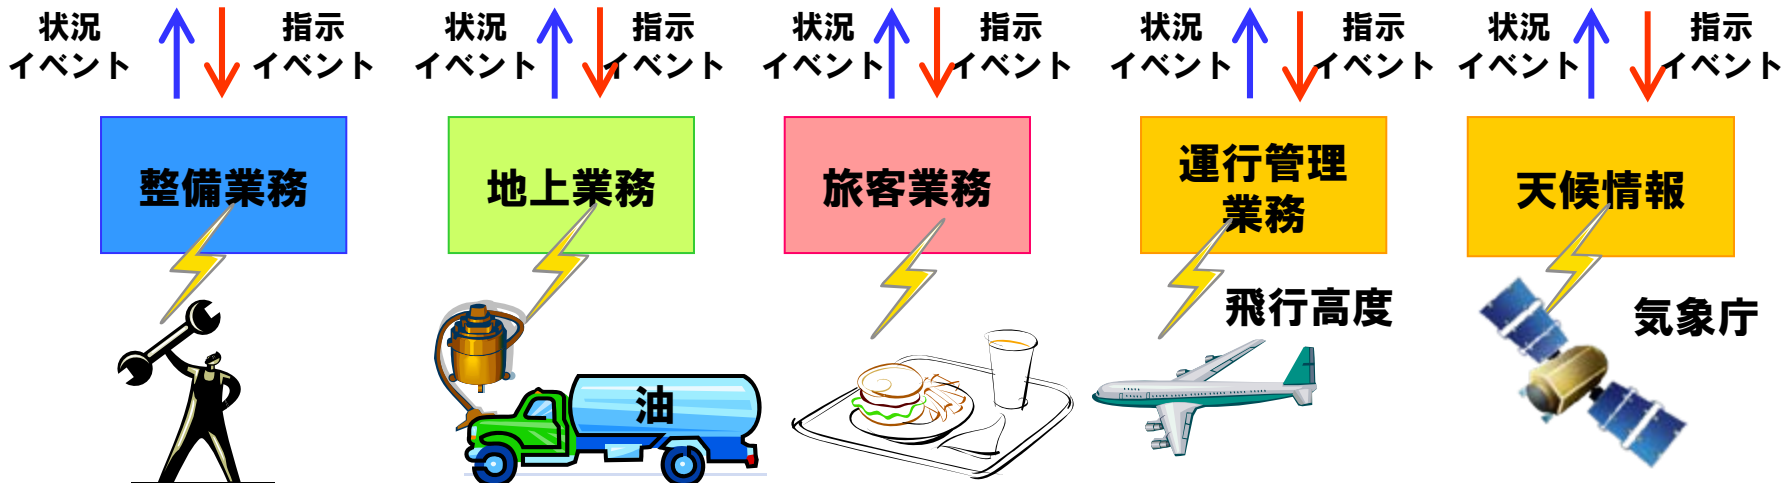 状況
イベント
指示
イベント
状況
イベント
指示
イベント
状況
イベント
指示
イベント
状況
イベント
指示
イベント
状況
イベント
指示
イベント
整備業務
地上業務
旅客業務
運行管理
業務
天候情報
飛行高度
気象庁
油